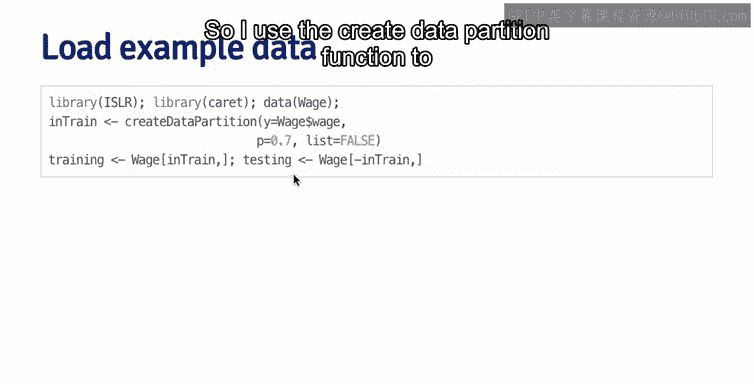 So I use the create data partition
function to
Load example data
library(ISLR); library(caret); data(Wage);
inTrain <- createDataPartition(y=Wage$wage,
p=0.7, list=FALSE)
training <- Wage[inTrain,]; testing <- Wage[-inTrain,]